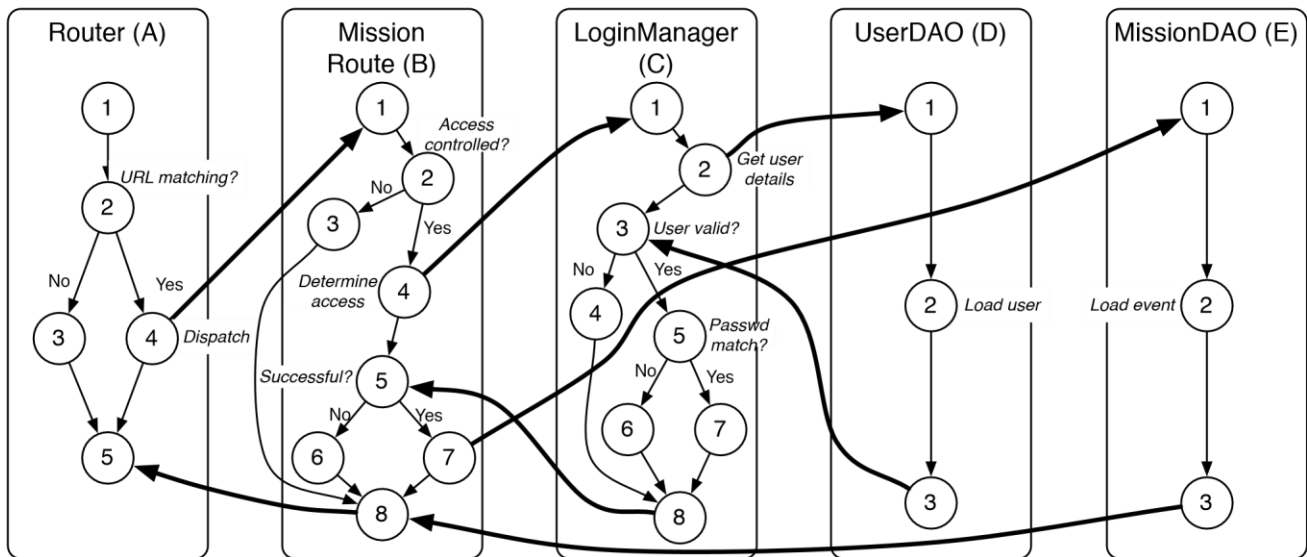 Router (A)
1
URL matching?
2
No
Yes
3
4
Dispatch
5
Mission
Route (B)
1
Access
controlled?
2
No
3
Yes
Determine
access
4
Successful?
5
No
Yes
6
7
8
LoginManager
(C)
1
2
Get user
details
3
User valid?
No
Yes
4
5
Passwd
match?
No
Yes
6
7
8
UserDAO (D)
1
2
Load user
3
MissionDAO (E)
1
Load event
2
3